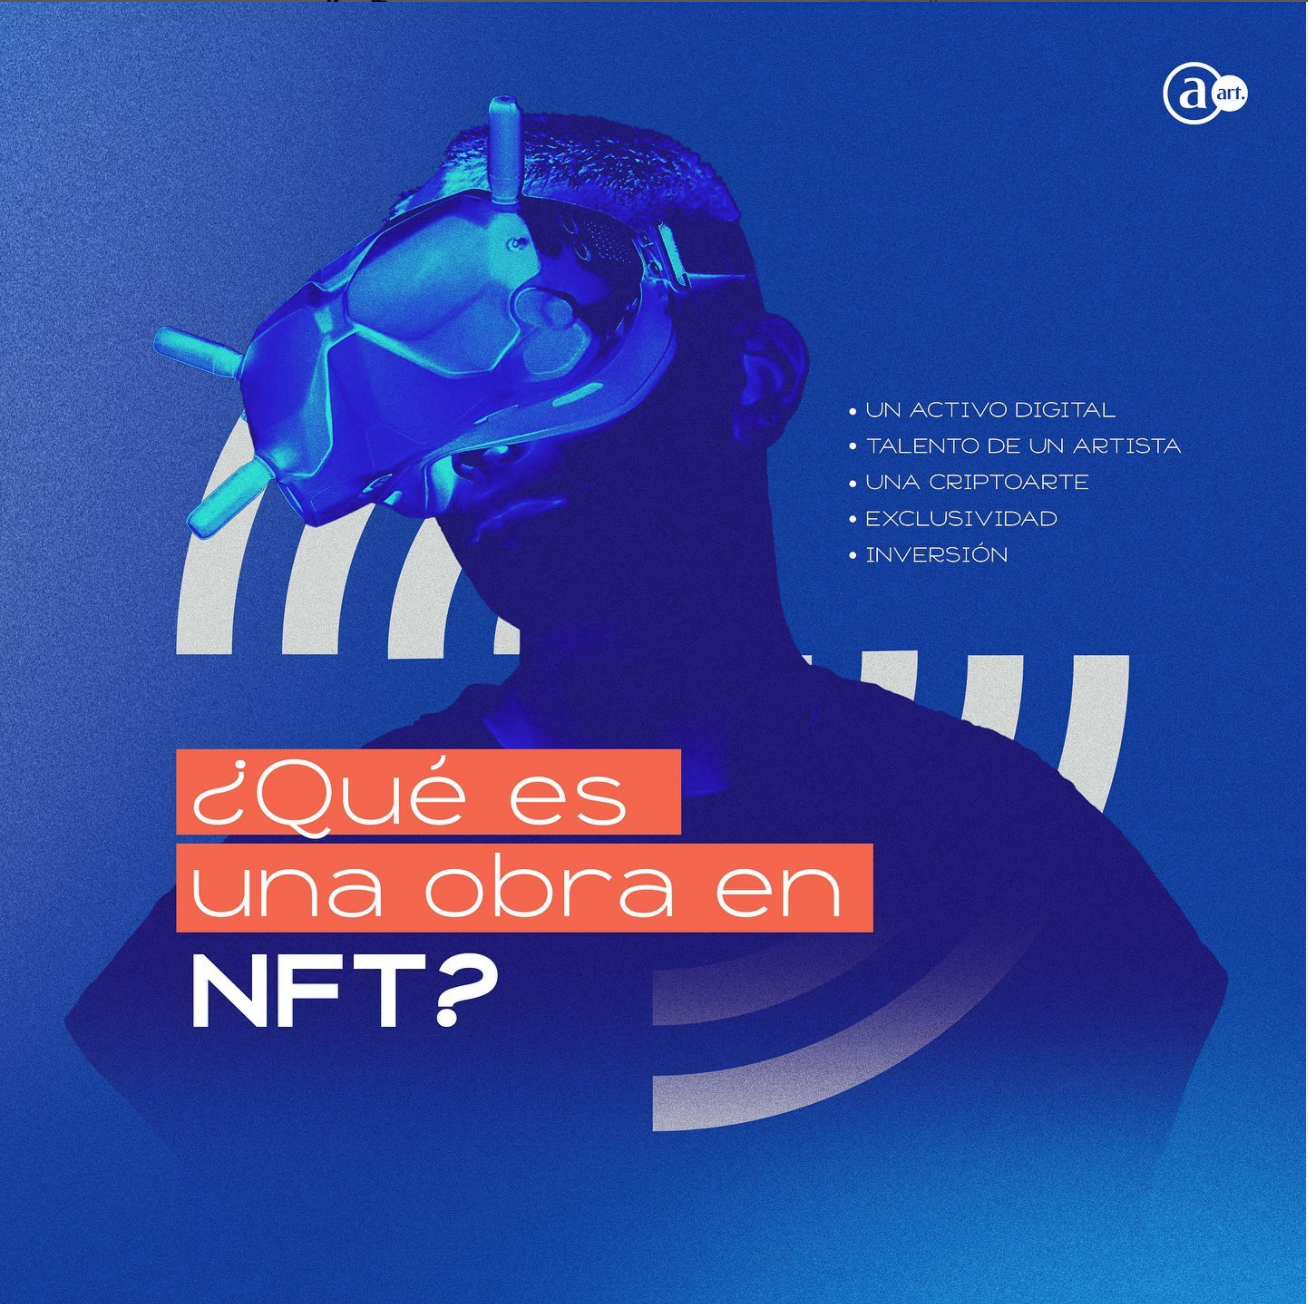 a art.
• UN ACTIVO DIGITAL
• TALENTO DE UN ARTISTA
• UNA CRIPTOARTE
• EXCLUSIVIDAD
• INVERSIÓN
¿Qué es
una obra en
NFT?